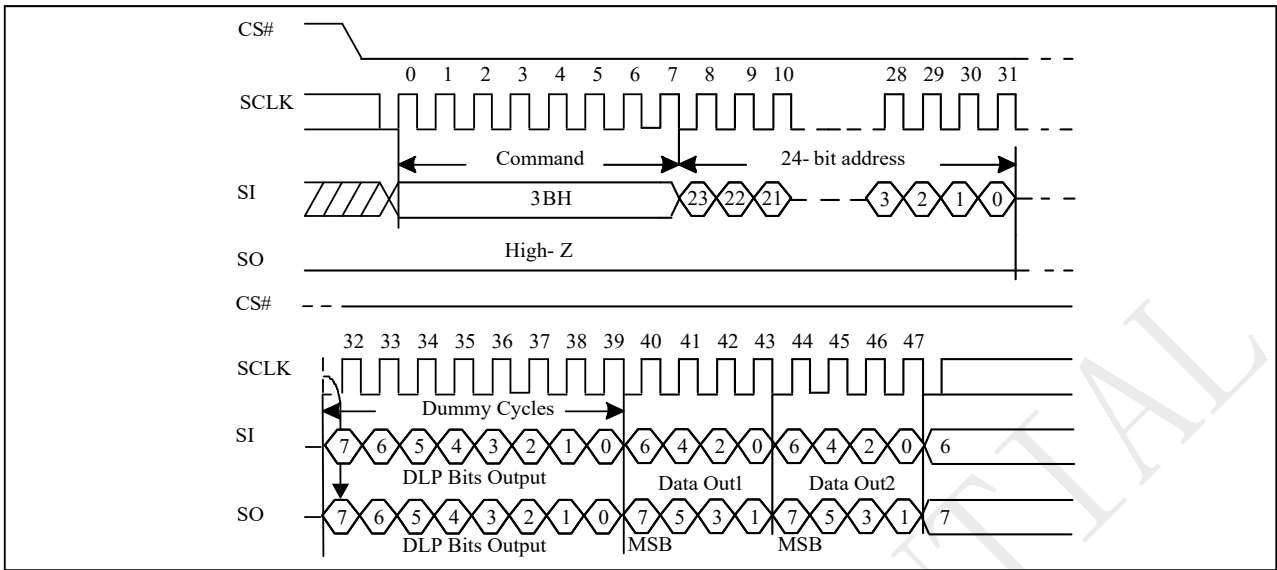 CS#
0 1 2 3 4 5 6 7 8 9 10 28 29 30 31
SCLK
Command 24- bit address
SI 3BH 23 22 21 3 2 1 0
High- Z
SO
CS#
32 33 34 35 36 37 38 39 40 41 42 43 44 45 46 47
SCLK
Dummy Cycles
SI 7 6 5 4 3 2 1 0 6 4 2 0 6 4 2 0 6
DLP Bits Output Data Out1 Data Out2
SO 7 6 5 4 3 2 1 0 7 5 3 1 7 5 3 1 7
DLP Bits Output MSB MSB
NTIAL